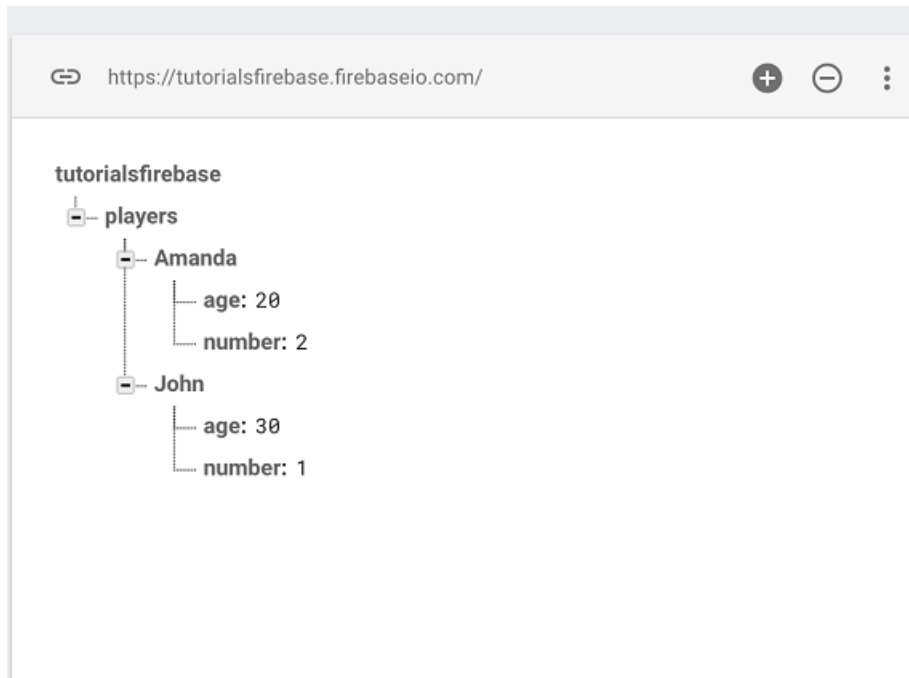 https://tutorialsfirebase.firebaseio.com/
tutorialsfirebase
players
Amanda
age: 20
number: 2
John
age: 30
number: 1